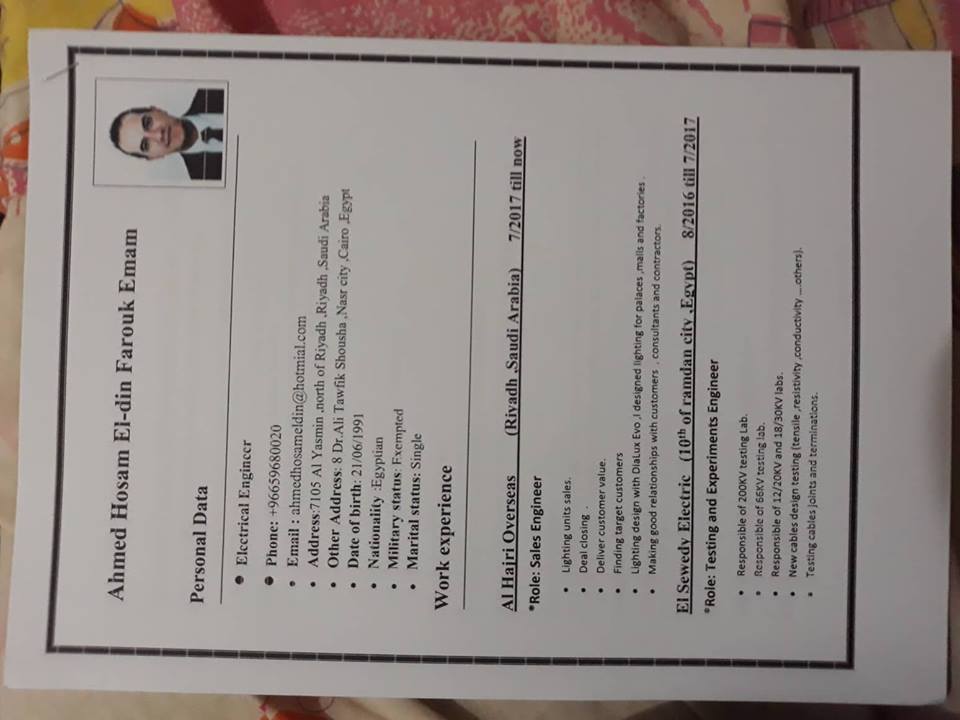 Ahmed Hosam El-din Farouk Emam
Personal Data
Electrical Engineer
Phone: +96659680020
Email : ahmedhosameldin@hotmial.com
Address:7105 Al Yasmin ,north of Riyadh ,Riyadh ,Saudi Arabia
Other Address: 8 Dr.Ali Tawfik Shousha ,Nasr city ,Cairo ,Egypt
Date of birth: 21/06/1991
Nationality :Egyptian
Military status: Exempted
Marital status: Single
Work experience
Al Hajri Overseas (Riyadh ,Saudi Arabia) 7/2017 till now
*Role: Sales Engineer
Lighting units sales.
Deal closing .
Deliver customer value.
Finding target customers
Lighting design with DiaLux Evo ,I designed lighting for palaces ,malls and factories .
Making good relationships with customers , consultants and contractors.
El Sewedy Electric (10th of ramdan city ,Egypt) 8/2016 till 7/2017
*Role: Testing and Experiments Engineer
Responsible of 200KV testing Lab.
Responsible of 66KV testing lab.
Responsible of 12/20KV and 18/30KV labs.
New cables design testing (tensile ,resistivity ,conductivity ....others).
Testing cables joints and terminations.